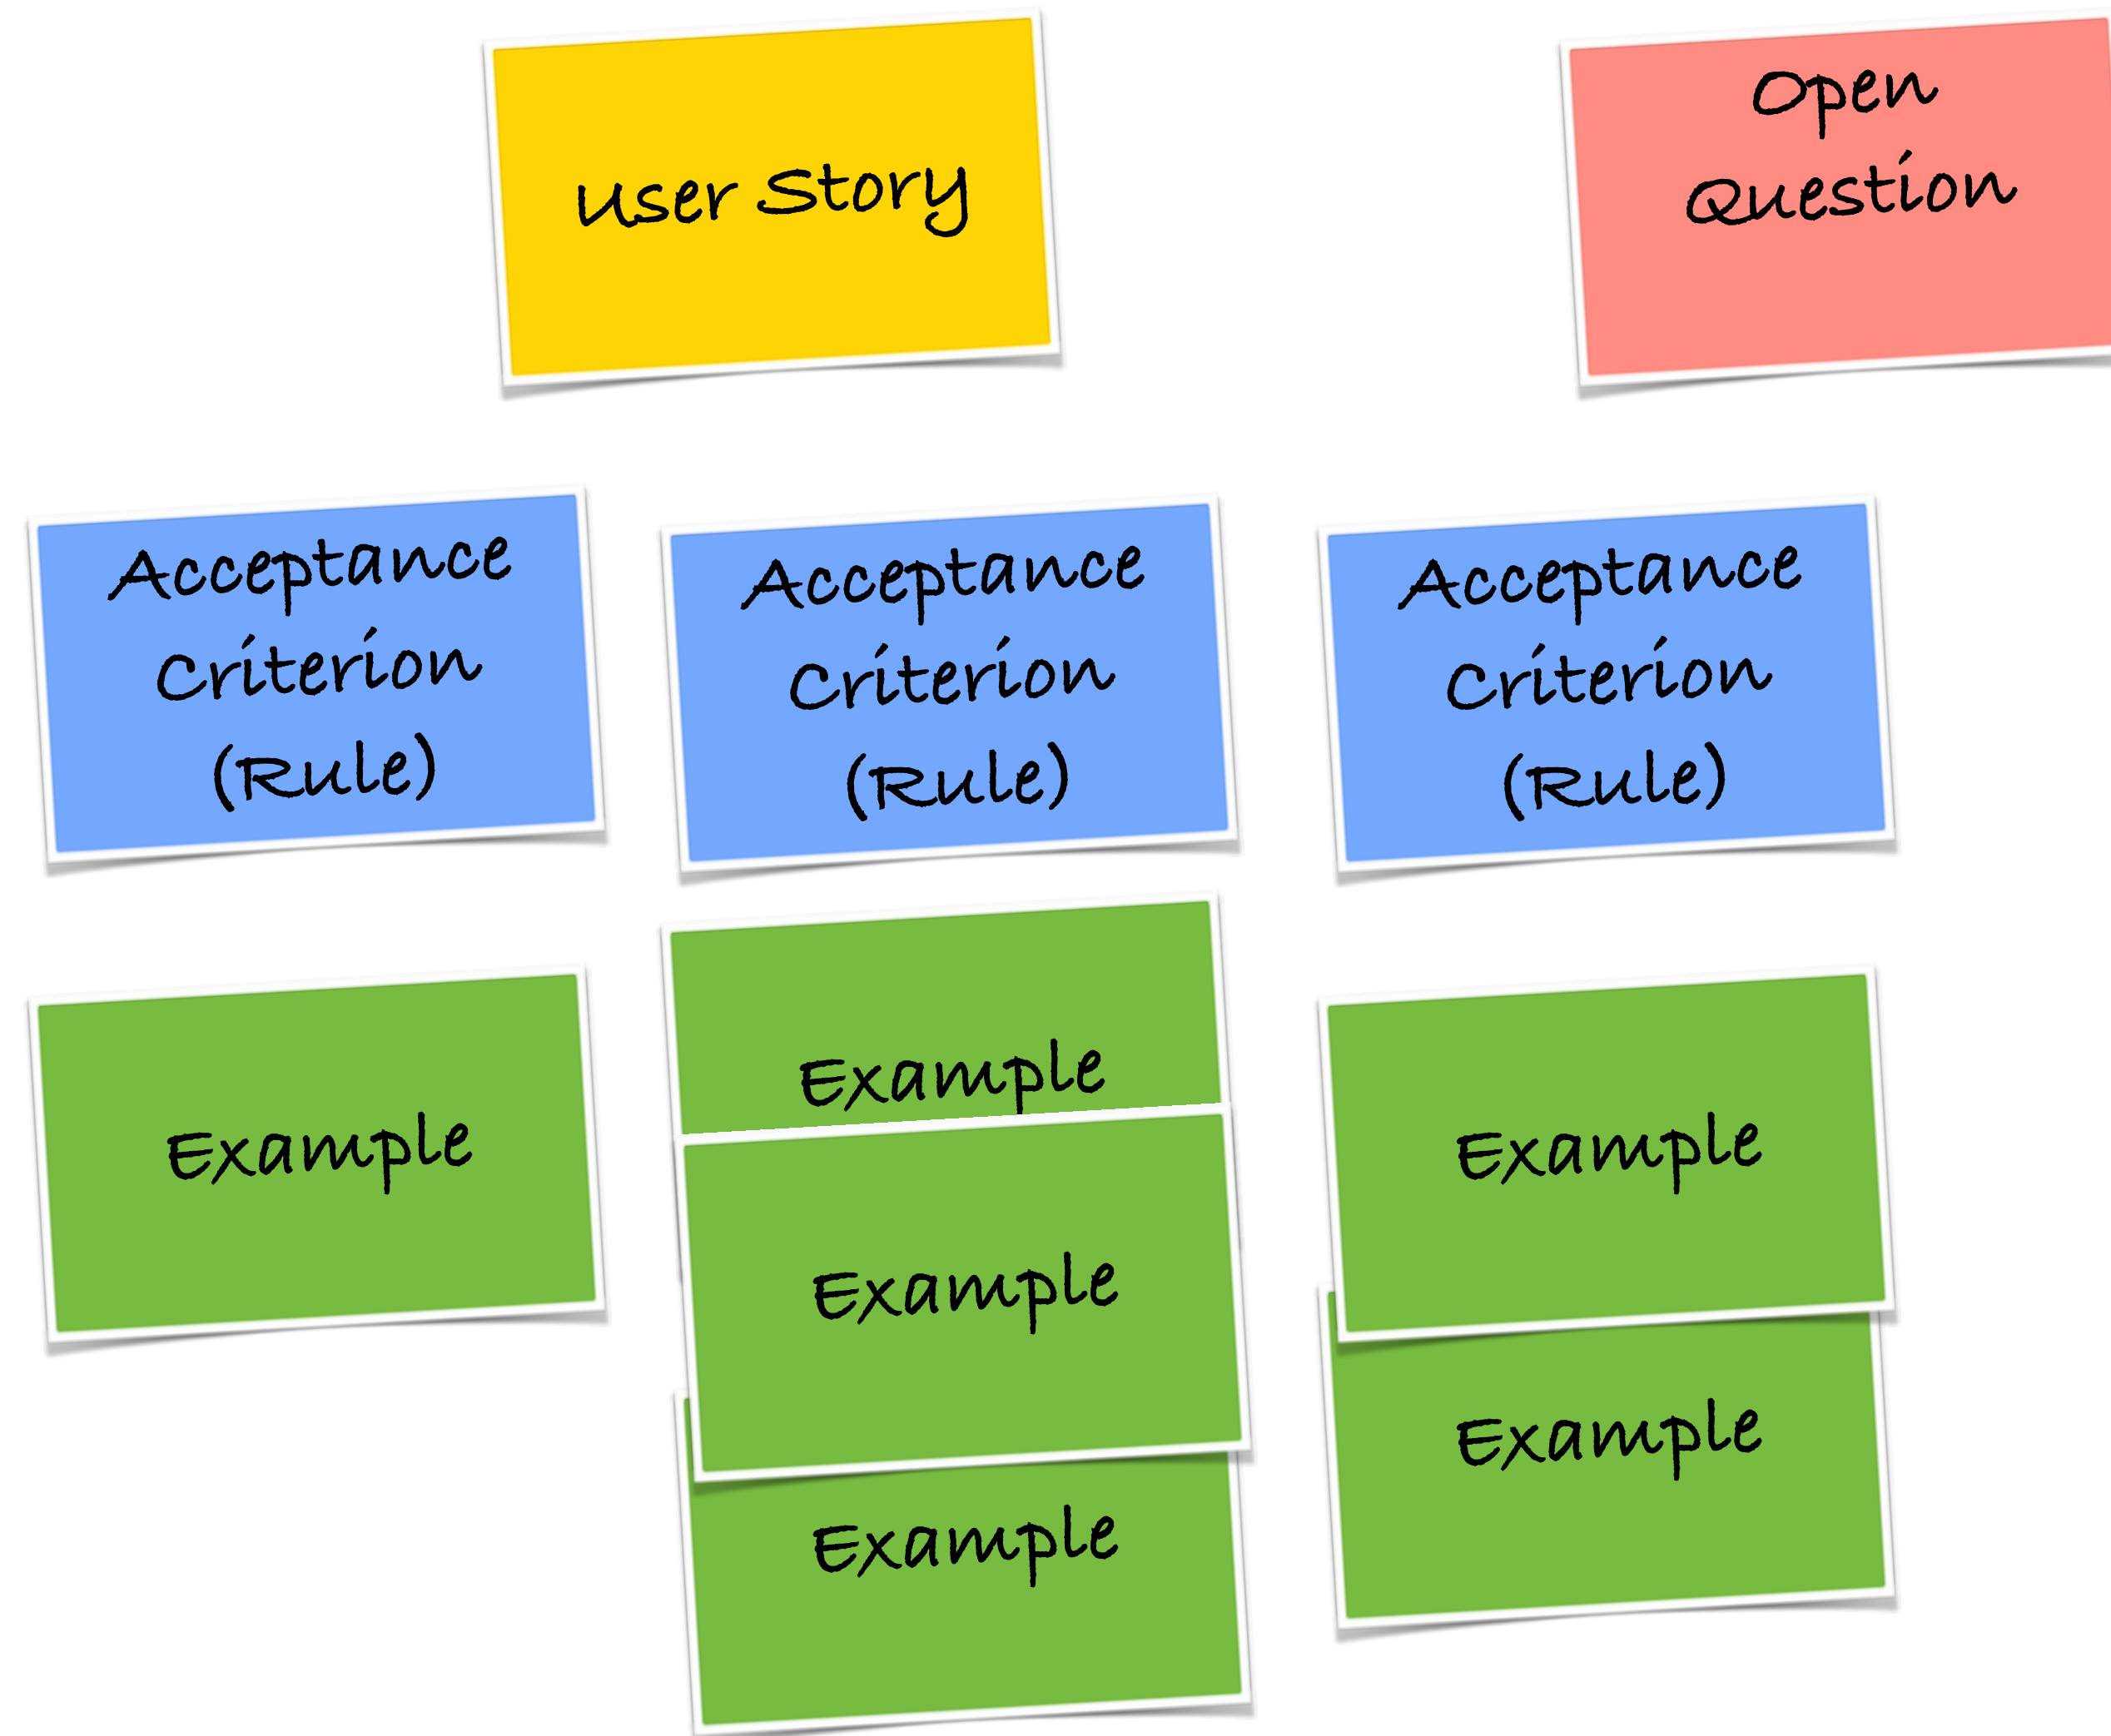 User Story
Open
Question
Acceptance
Criterion
(Rule)
Acceptance
Criterion
(Rule)
Acceptance
Criterion
(Rule)
Example
Example
Example
Example
Example
Example